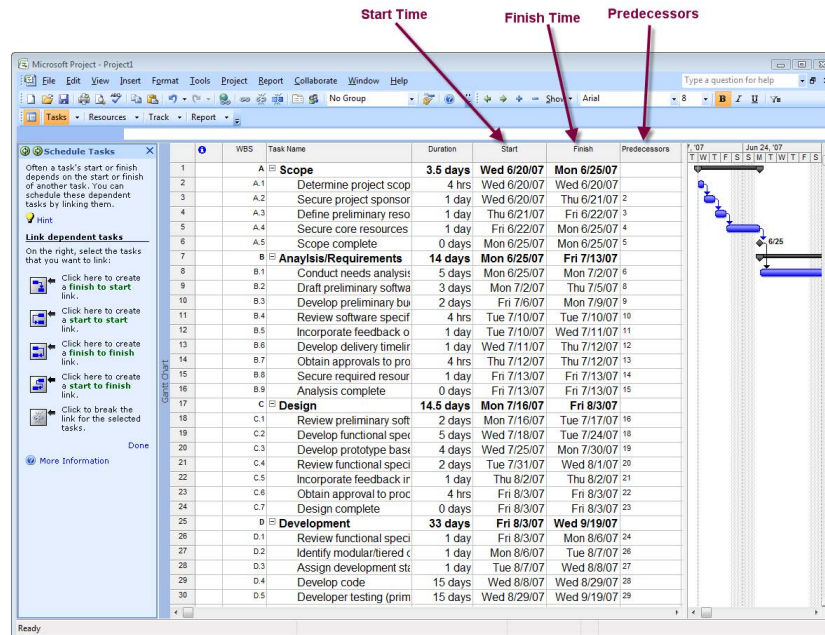 Start Time
Finish Time
Predecessors
Microsoft Project - Project1
File Edit View Insert Format Tools Project Report Collaborate Window Help
Type a question for help
No Group
Show
Arial
8
B I U
Tasks Resources Track Report
Schedule Tasks X
Often a task's start or finish
depends on the start or finish
of another task. You can
schedule these dependent
tasks by linking them.
Hint
Link dependent tasks
On the right, select the tasks
that you want to link:
Click here to create
a finish to start
link.
Click here to create
a start to start
link.
Click here to create
a finish to finish
link.
Click here to create
a start to finish
link.
Click to break the
link for the selected
tasks.
Done
More Information
Gantt Chart
WBS Task Name Duration Start Finish Predecessors
1 A Scope 3.5 days Wed 6/20/07 Mon 6/25/07
2 A.1 Determine project scop 4 hrs Wed 6/20/07 Wed 6/20/07
3 A.2 Secure project sponsor 1 day Wed 6/20/07 Thu 6/21/07 2
4 A.3 Define preliminary reso 1 day Thu 6/21/07 Fri 6/22/07 3
5 A.4 Secure core resources 1 day Fri 6/22/07 Mon 6/25/07 4
6 A.5 Scope complete 0 days Mon 6/25/07 Mon 6/25/07 5
7 B Anaylsis/Requirements 14 days Mon 6/25/07 Fri 7/13/07
8 B.1 Conduct needs analysis 5 days Mon 6/25/07 Mon 7/2/07 6
9 B.2 Draft preliminary softwa 3 days Mon 7/2/07 Thu 7/5/07 8
10 B.3 Develop preliminary bu 2 days Fri 7/6/07 Mon 7/9/07 9
11 B.4 Review software specif 4 hrs Tue 7/10/07 Tue 7/10/07 10
12 B.5 Incorporate feedback o 1 day Tue 7/10/07 Wed 7/11/07 11
13 B.6 Develop delivery timelin 1 day Wed 7/11/07 Thu 7/12/07 12
14 B.7 Obtain approvals to pro 4 hrs Thu 7/12/07 Thu 7/12/07 13
15 B.8 Secure required resour 1 day Fri 7/13/07 Fri 7/13/07 14
16 B.9 Analysis complete 0 days Fri 7/13/07 Fri 7/13/07 15
17 C Design 14.5 days Mon 7/16/07 Fri 8/3/07
18 C.1 Review preliminary soft 2 days Mon 7/16/07 Tue 7/17/07 16
19 C.2 Develop functional spec 5 days Wed 7/18/07 Tue 7/24/07 18
20 C.3 Develop prototype base 4 days Wed 7/25/07 Mon 7/30/07 19
21 C.4 Review functional speci 2 days Tue 7/31/07 Wed 8/1/07 20
22 C.5 Incorporate feedback in 1 day Thu 8/2/07 Thu 8/2/07 21
23 C.6 Obtain approval to proc 4 hrs Fri 8/3/07 Fri 8/3/07 22
24 C.7 Design complete 0 days Fri 8/3/07 Fri 8/3/07 23
25 D Development 33 days Fri 8/3/07 Wed 9/19/07
26 D.1 Review functional speci 1 day Fri 8/3/07 Mon 8/6/07 24
27 D.2 Identify modular/tiered d 1 day Mon 8/6/07 Tue 8/7/07 26
28 D.3 Assign development sta 1 day Tue 8/7/07 Wed 8/8/07 27
29 D.4 Develop code 15 days Wed 8/8/07 Wed 8/29/07 28
30 D.5 Developer testing (prim 15 days Wed 8/29/07 Wed 9/19/07 29
7, '07 Jun 24, '07
T W T F S S M T W T F S
6/25
Ready